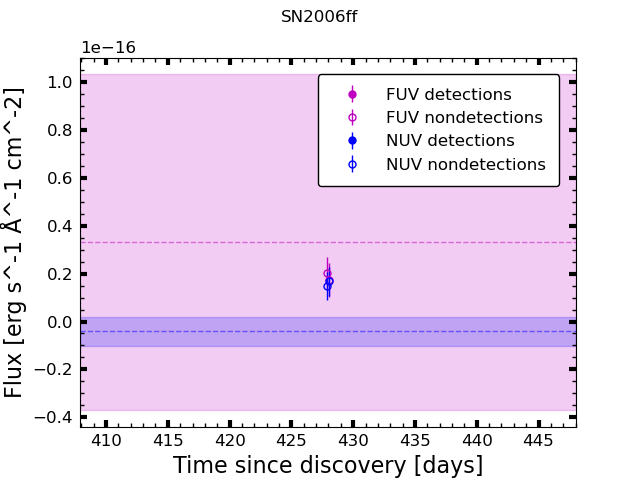 SN2006ff
1e−16
1.0
0.8
0.6
0.4
0.2
0.0
−0.2
−0.4
Flux [erg s^-1 Å^-1 cm^-2]
FUV detections
FUV nondetections
NUV detections
NUV nondetections
410 415 420 425 430 435 440 445
Time since discovery [days]